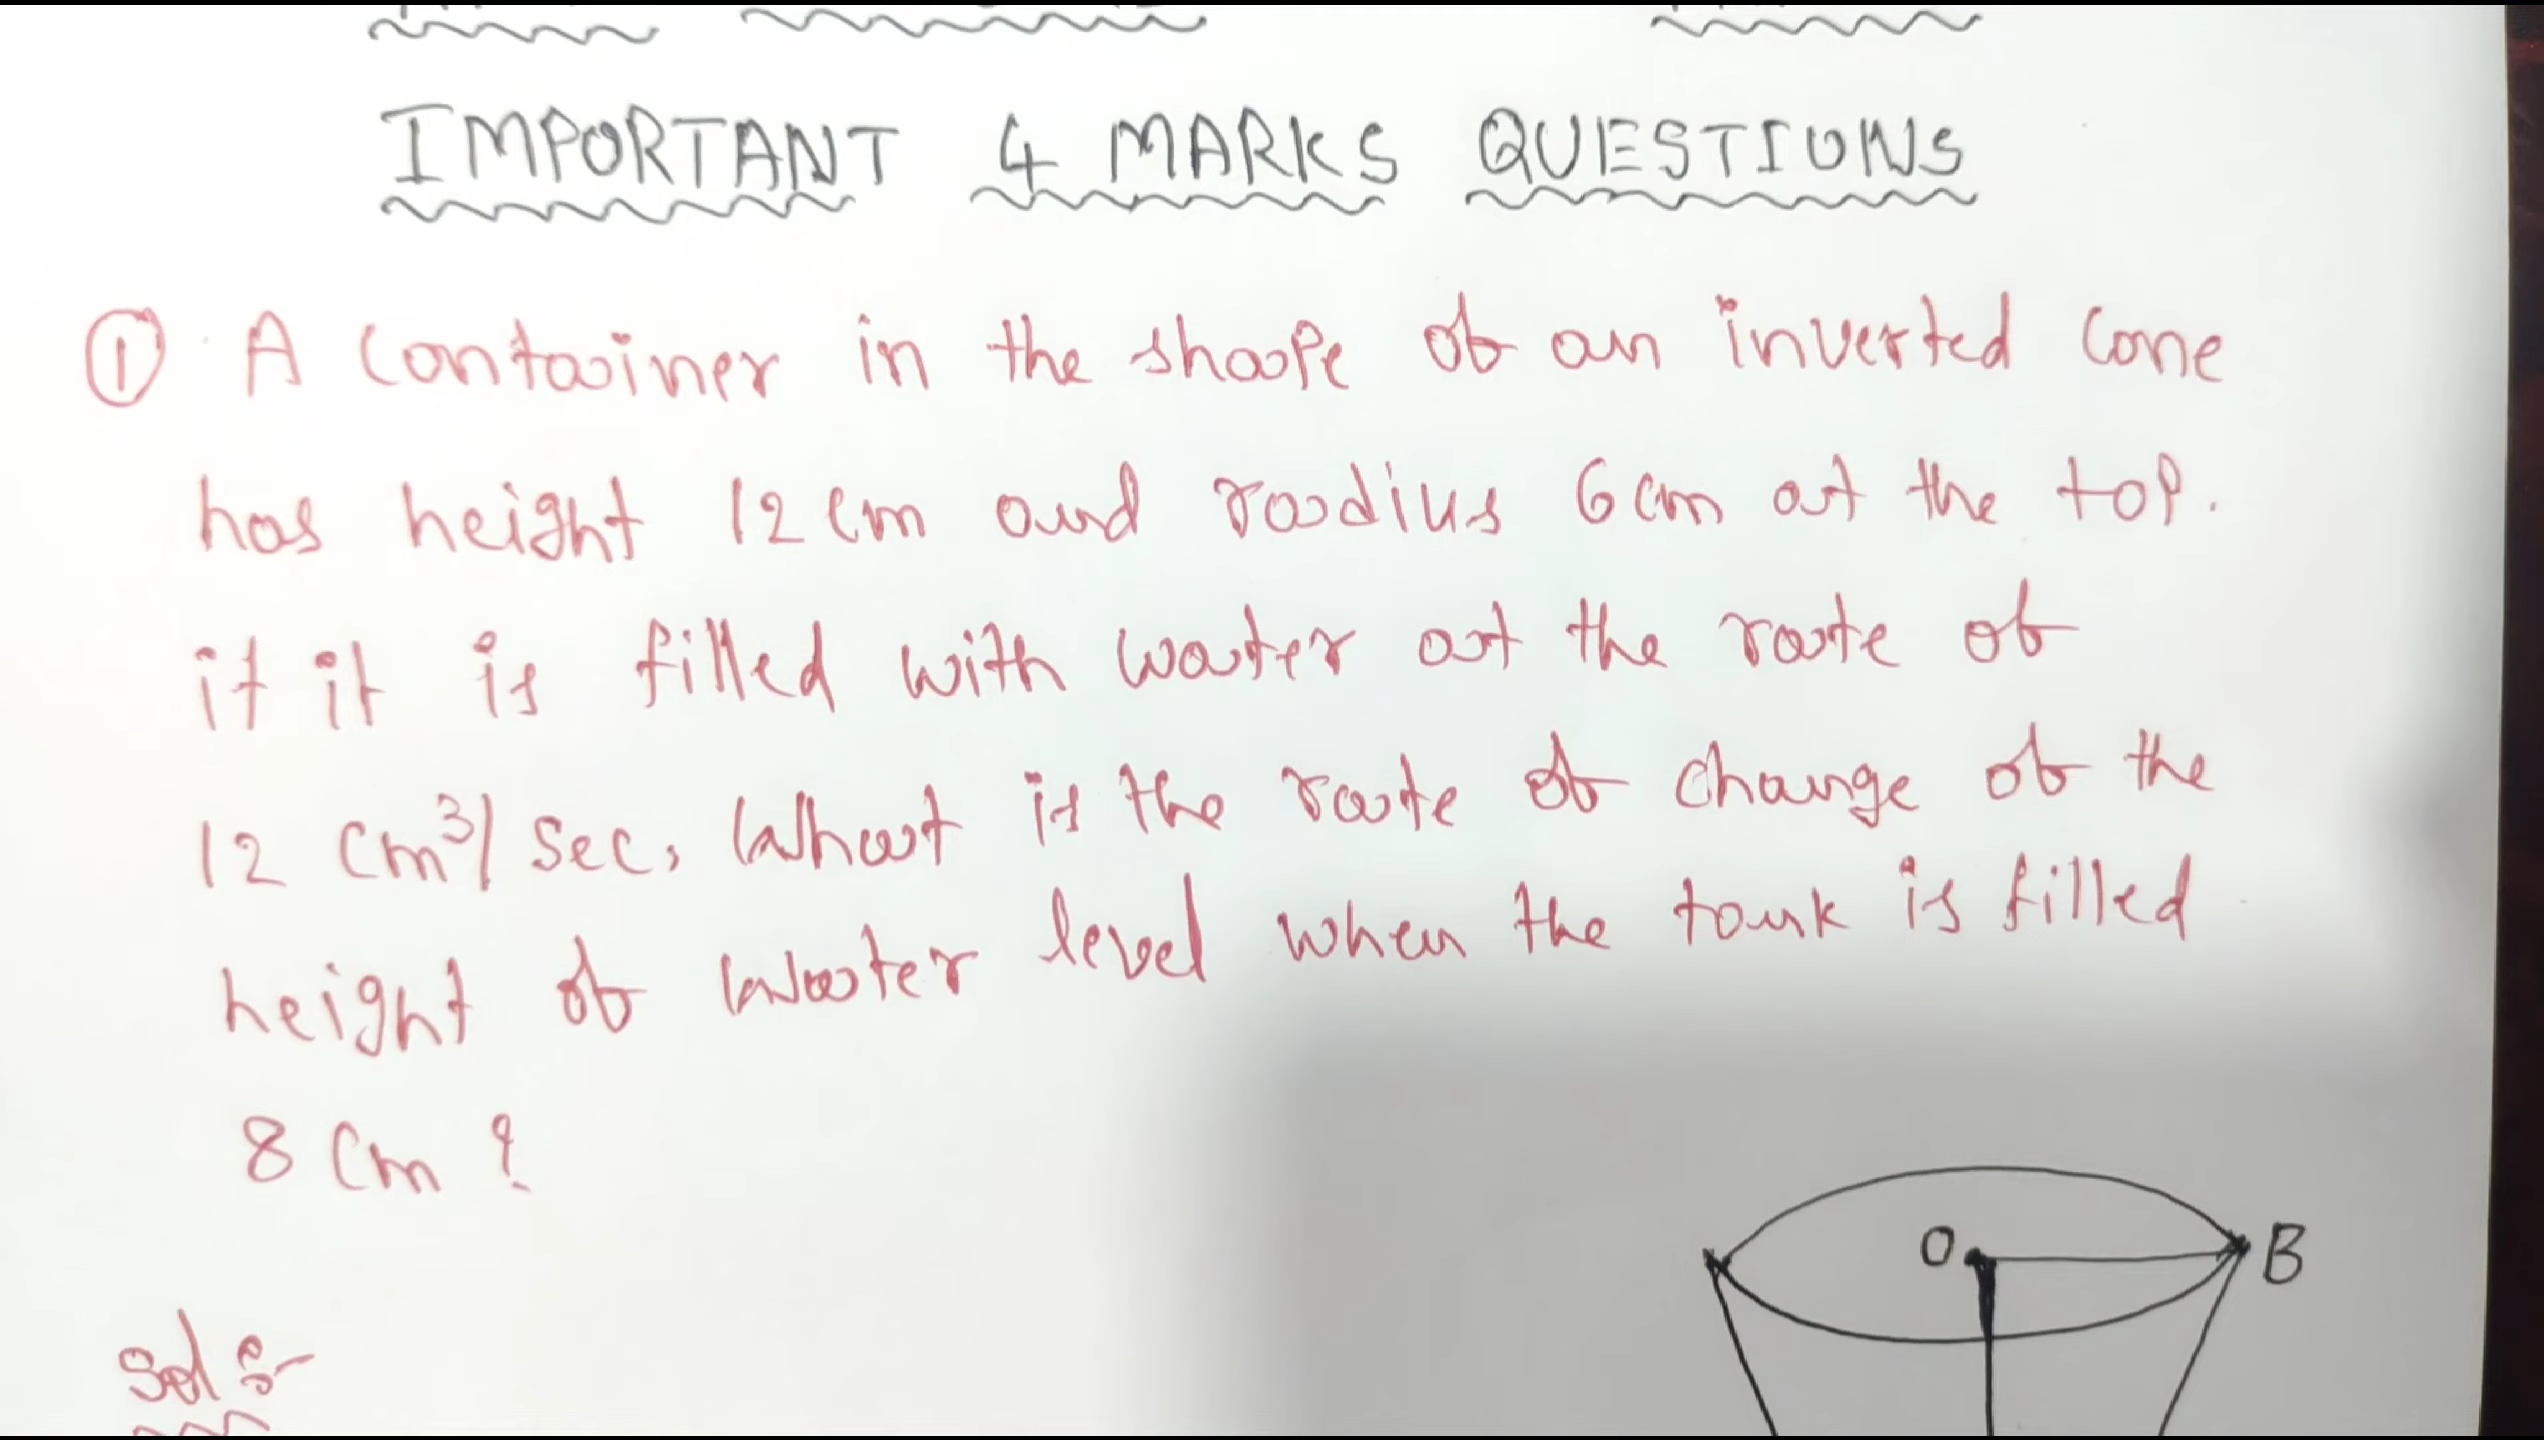 IMPORTANT 4 MARKS QUESTIONS
① A Container in the shape of an inverted Cone
has height 12 cm and radius 6 cm at the top.
if it is filled with water at the rate of
12 Cm³/ Sec, What is the rate of change of the
height of Water level when the tank is filled
8 Cm ?
O
B
Sol :-